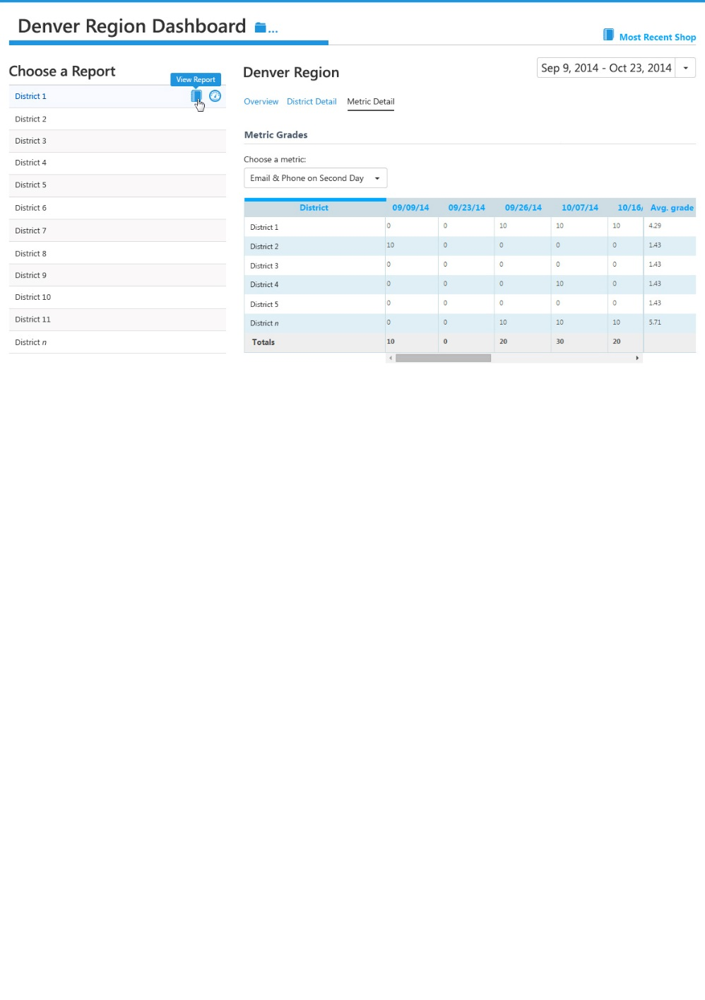 Denver Region Dashboard ...
Most Recent Shop
Choose a Report
View Report
District 1
District 2
District 3
District 4
District 5
District 6
District 7
District 8
District 9
District 10
District 11
District n
Denver Region
Sep 9, 2014 - Oct 23, 2014
Overview District Detail Metric Detail
Metric Grades
Choose a metric:
Email & Phone on Second Day
District 09/09/14 09/23/14 09/26/14 10/07/14 10/16/ Avg. grade
District 1 0 0 10 10 10 4.29
District 2 10 0 0 0 0 1.43
District 3 0 0 0 0 0 1.43
District 4 0 0 0 10 0 1.43
District 5 0 0 0 0 0 1.43
District n 0 0 10 10 10 5.71
Totals 10 0 20 30 20